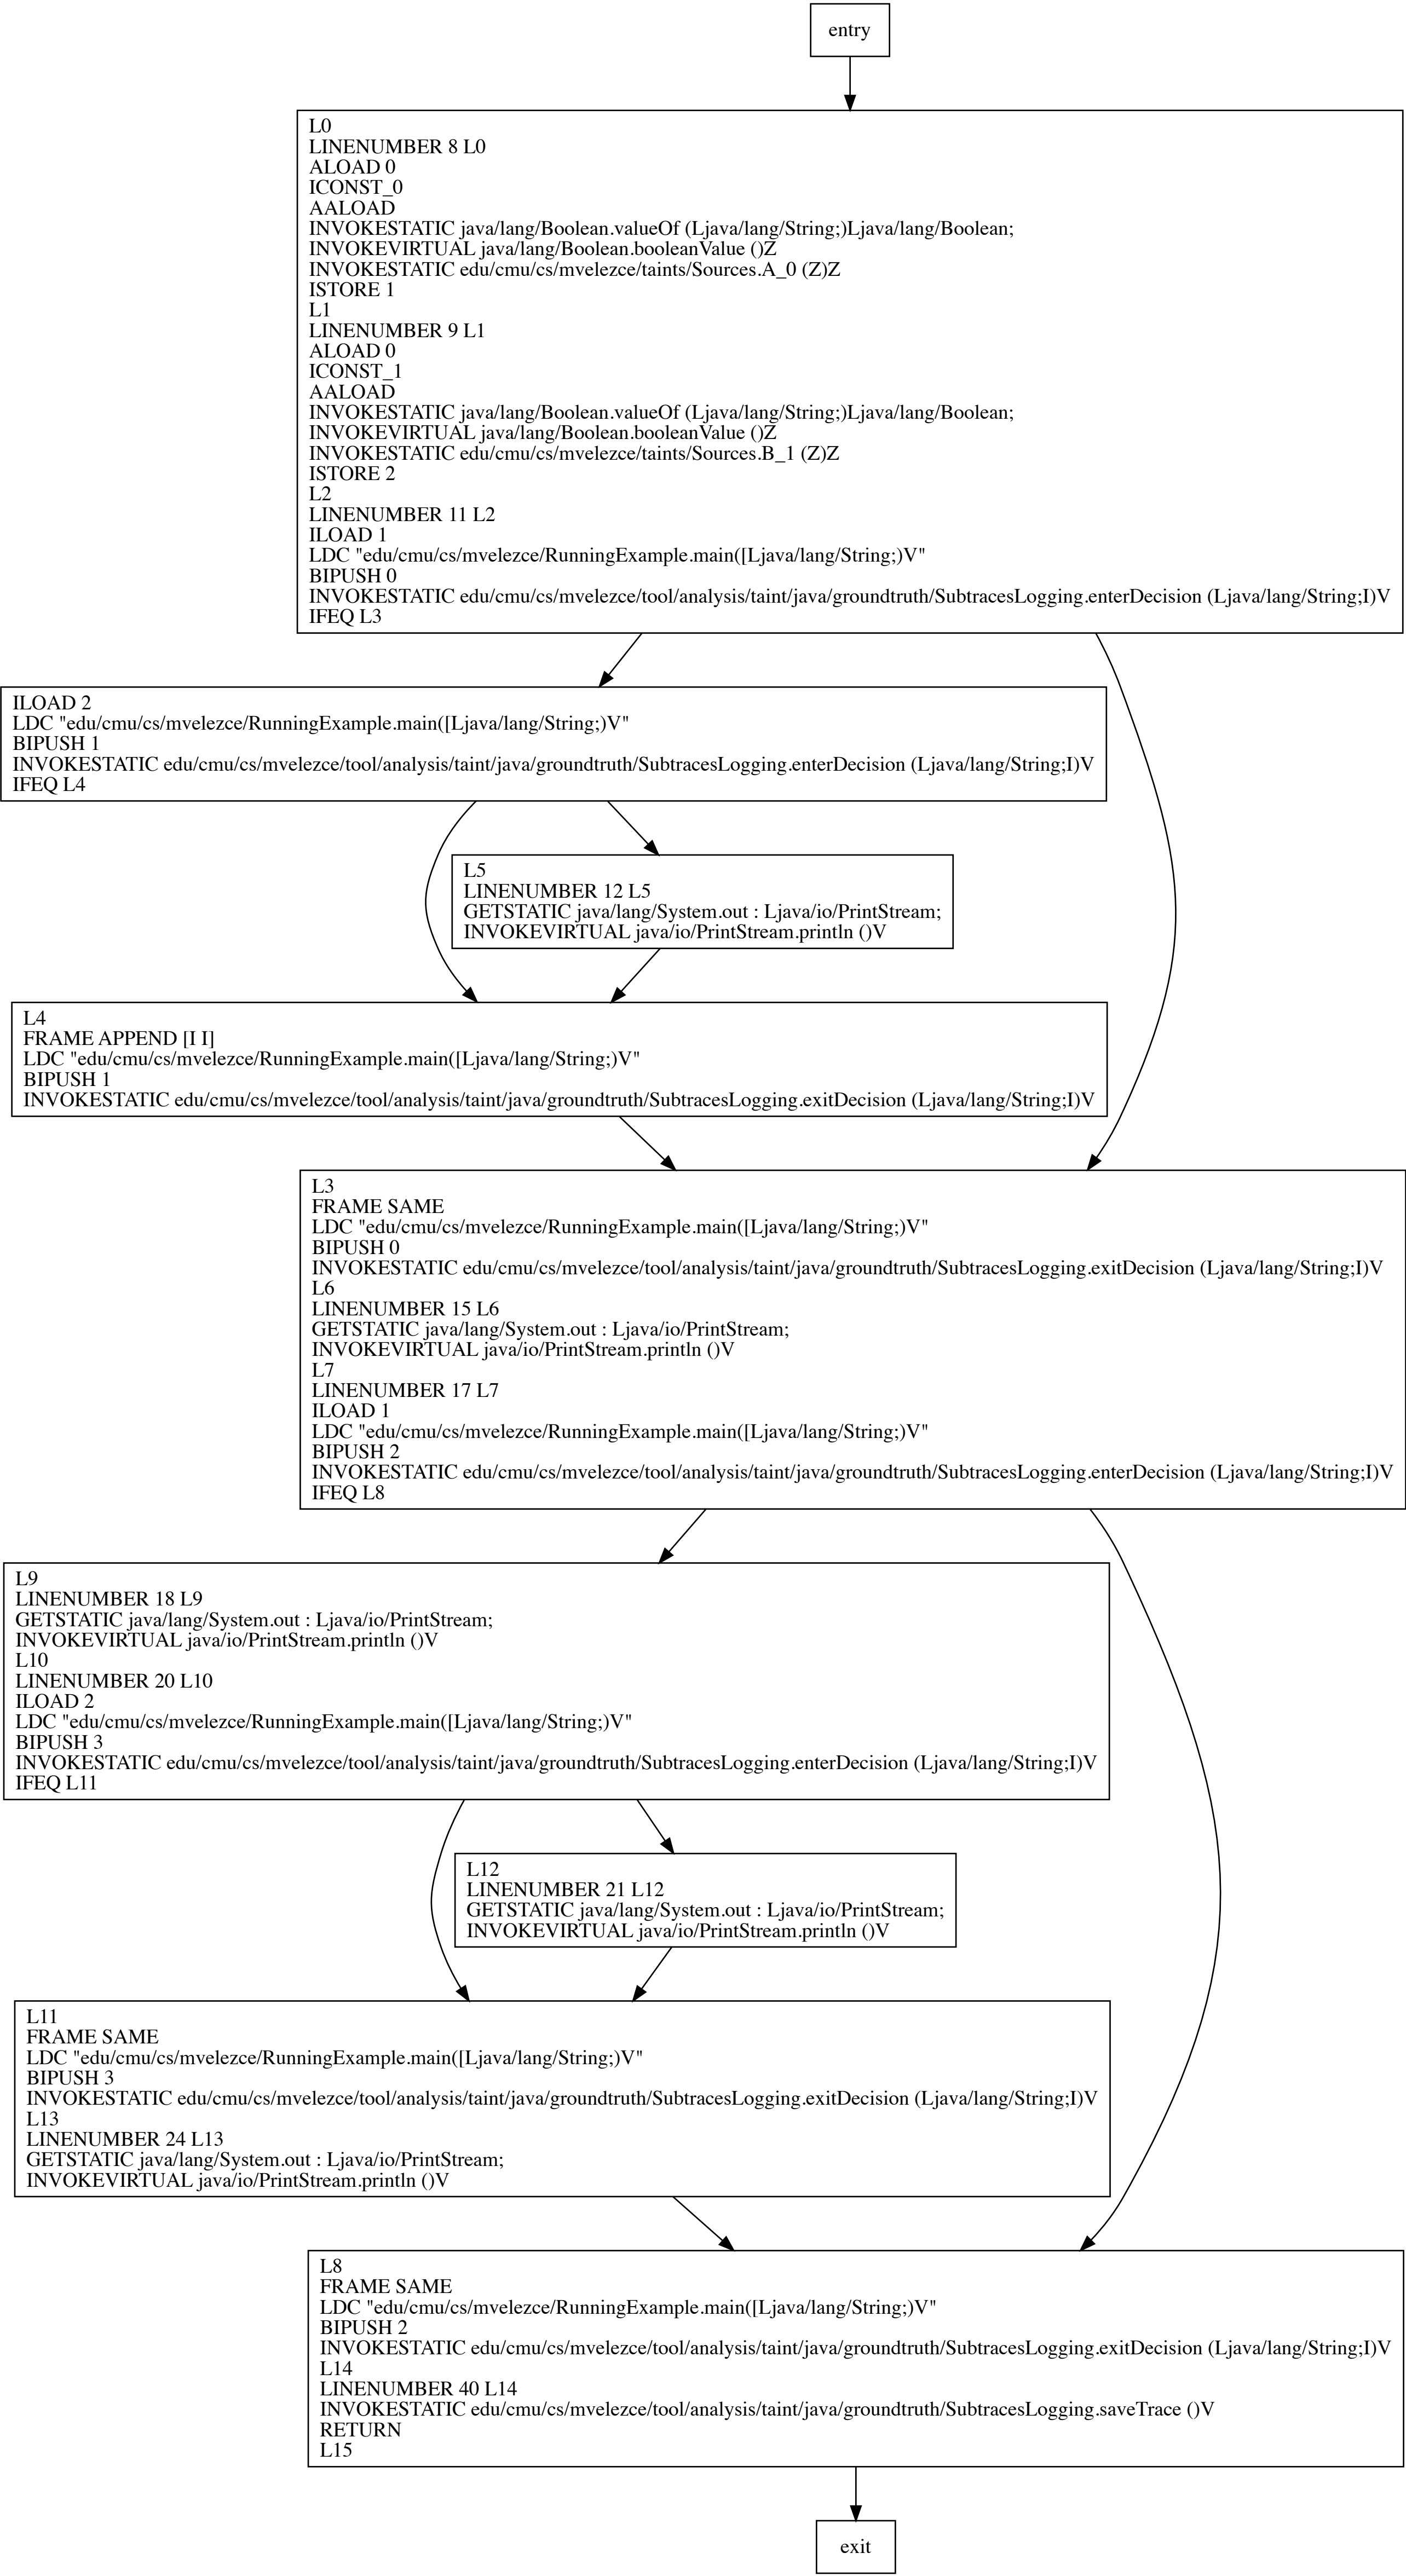 entry
L0
LINENUMBER 8 L0
ALOAD 0
ICONST_0
AALOAD
INVOKESTATIC java/lang/Boolean.valueOf (Ljava/lang/String;)Ljava/lang/Boolean;
INVOKEVIRTUAL java/lang/Boolean.booleanValue ()Z
INVOKESTATIC edu/cmu/cs/mvelezce/taints/Sources.A_0 (Z)Z
ISTORE 1
L1
LINENUMBER 9 L1
ALOAD 0
ICONST_1
AALOAD
INVOKESTATIC java/lang/Boolean.valueOf (Ljava/lang/String;)Ljava/lang/Boolean;
INVOKEVIRTUAL java/lang/Boolean.booleanValue ()Z
INVOKESTATIC edu/cmu/cs/mvelezce/taints/Sources.B_1 (Z)Z
ISTORE 2
L2
LINENUMBER 11 L2
ILOAD 1
LDC "edu/cmu/cs/mvelezce/RunningExample.main([Ljava/lang/String;)V"
BIPUSH 0
INVOKESTATIC edu/cmu/cs/mvelezce/tool/analysis/taint/java/groundtruth/SubtracesLogging.enterDecision (Ljava/lang/String;I)V
IFEQ L3
ILOAD 2
LDC "edu/cmu/cs/mvelezce/RunningExample.main([Ljava/lang/String;)V"
BIPUSH 1
INVOKESTATIC edu/cmu/cs/mvelezce/tool/analysis/taint/java/groundtruth/SubtracesLogging.enterDecision (Ljava/lang/String;I)V
IFEQ L4
L5
LINENUMBER 12 L5
GETSTATIC java/lang/System.out : Ljava/io/PrintStream;
INVOKEVIRTUAL java/io/PrintStream.println ()V
L4
FRAME APPEND [I I]
LDC "edu/cmu/cs/mvelezce/RunningExample.main([Ljava/lang/String;)V"
BIPUSH 1
INVOKESTATIC edu/cmu/cs/mvelezce/tool/analysis/taint/java/groundtruth/SubtracesLogging.exitDecision (Ljava/lang/String;I)V
L3
FRAME SAME
LDC "edu/cmu/cs/mvelezce/RunningExample.main([Ljava/lang/String;)V"
BIPUSH 0
INVOKESTATIC edu/cmu/cs/mvelezce/tool/analysis/taint/java/groundtruth/SubtracesLogging.exitDecision (Ljava/lang/String;I)V
L6
LINENUMBER 15 L6
GETSTATIC java/lang/System.out : Ljava/io/PrintStream;
INVOKEVIRTUAL java/io/PrintStream.println ()V
L7
LINENUMBER 17 L7
ILOAD 1
LDC "edu/cmu/cs/mvelezce/RunningExample.main([Ljava/lang/String;)V"
BIPUSH 2
INVOKESTATIC edu/cmu/cs/mvelezce/tool/analysis/taint/java/groundtruth/SubtracesLogging.enterDecision (Ljava/lang/String;I)V
IFEQ L8
L9
LINENUMBER 18 L9
GETSTATIC java/lang/System.out : Ljava/io/PrintStream;
INVOKEVIRTUAL java/io/PrintStream.println ()V
L10
LINENUMBER 20 L10
ILOAD 2
LDC "edu/cmu/cs/mvelezce/RunningExample.main([Ljava/lang/String;)V"
BIPUSH 3
INVOKESTATIC edu/cmu/cs/mvelezce/tool/analysis/taint/java/groundtruth/SubtracesLogging.enterDecision (Ljava/lang/String;I)V
IFEQ L11
L12
LINENUMBER 21 L12
GETSTATIC java/lang/System.out : Ljava/io/PrintStream;
INVOKEVIRTUAL java/io/PrintStream.println ()V
L11
FRAME SAME
LDC "edu/cmu/cs/mvelezce/RunningExample.main([Ljava/lang/String;)V"
BIPUSH 3
INVOKESTATIC edu/cmu/cs/mvelezce/tool/analysis/taint/java/groundtruth/SubtracesLogging.exitDecision (Ljava/lang/String;I)V
L13
LINENUMBER 24 L13
GETSTATIC java/lang/System.out : Ljava/io/PrintStream;
INVOKEVIRTUAL java/io/PrintStream.println ()V
L8
FRAME SAME
LDC "edu/cmu/cs/mvelezce/RunningExample.main([Ljava/lang/String;)V"
BIPUSH 2
INVOKESTATIC edu/cmu/cs/mvelezce/tool/analysis/taint/java/groundtruth/SubtracesLogging.exitDecision (Ljava/lang/String;I)V
L14
LINENUMBER 40 L14
INVOKESTATIC edu/cmu/cs/mvelezce/tool/analysis/taint/java/groundtruth/SubtracesLogging.saveTrace ()V
RETURN
L15
exit